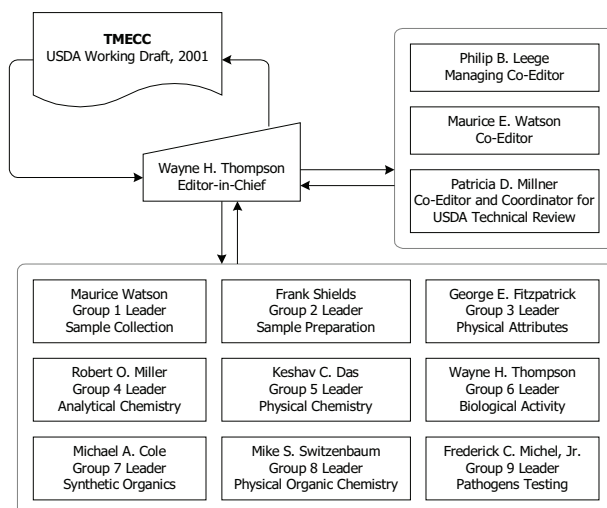 TMECC
USDA Working Draft, 2001
Philip B. Leege
Managing Co-Editor
Maurice E. Watson
Co-Editor
Wayne H. Thompson
Editor-in-Chief
Patricia D. Millner
Co-Editor and Coordinator for
USDA Technical Review
Maurice Watson
Group 1 Leader
Sample Collection
Frank Shields
Group 2 Leader
Sample Preparation
George E. Fitzpatrick
Group 3 Leader
Physical Attributes
Robert O. Miller
Group 4 Leader
Analytical Chemistry
Keshav C. Das
Group 5 Leader
Physical Chemistry
Wayne H. Thompson
Group 6 Leader
Biological Activity
Michael A. Cole
Group 7 Leader
Synthetic Organics
Mike S. Switzenbaum
Group 8 Leader
Physical Organic Chemistry
Frederick C. Michel, Jr.
Group 9 Leader
Pathogens Testing